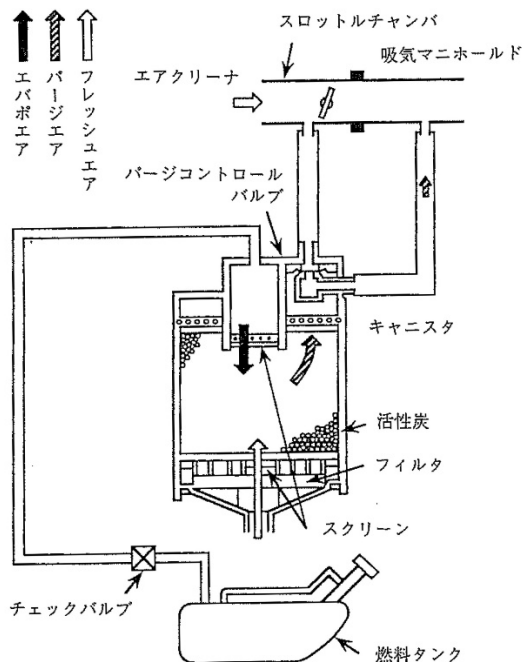 エバポエア
パージエア
フレッシュエア
スロットルチャンバ
吸気マニホールド
エアクリーナ
パージコントロール
バルブ
キャニスタ
活性炭
フィルタ
スクリーン
チェックバルブ
燃料タンク